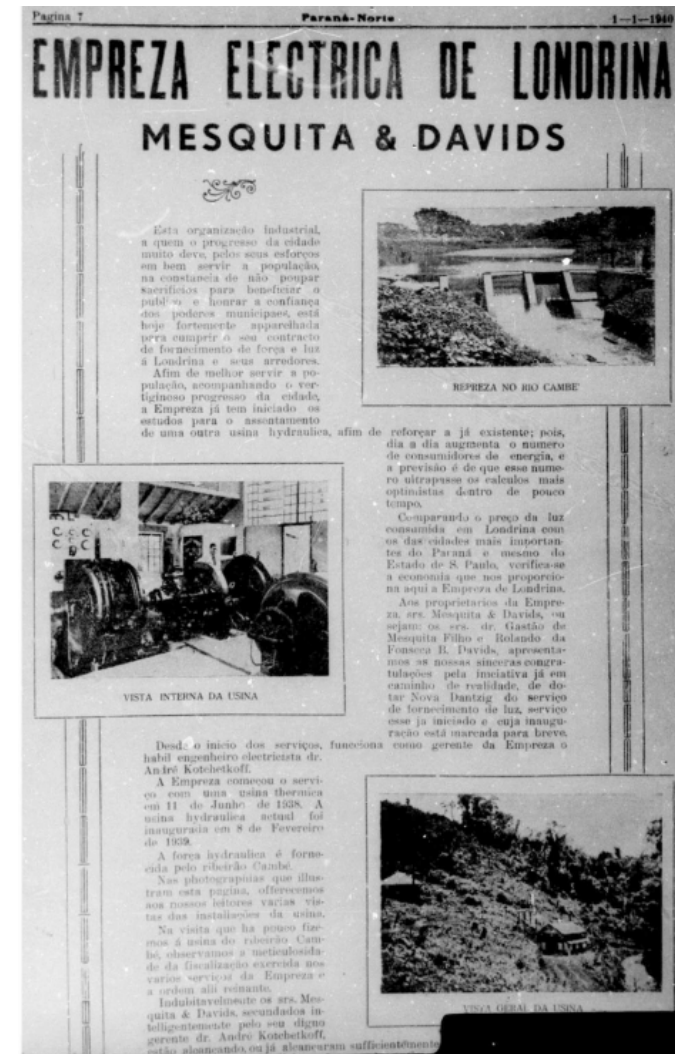 Pagina 7
Paraná-Norte
1—1—1940
EMPREZA ELECTRICA DE LONDRINA
MESQUITA & DAVIDS
Esta organização industrial,
a quem o progresso da cidade
muito deve, pelos seus esforços
em bem servir a população,
na constancia de não poupar
sacrificios para beneficiar o
publico e honrar a confiança
dos poderes municipaes, está
hoje fortemente apparelhada
para cumprir o seu contracto
de fornecimento de força e luz
á Londrina e seus arredores.
Afim de melhor servir a po-
pulação, acompanhando o ver-
tiginoso progresso da cidade,
a Empreza já tem iniciado os
estudos para o assentamento
de uma outra usina hydraulica, afim de reforçar a já existente; pois,
REPREZA NO RIO CAMBE'
dia a dia augmenta o numero
de consumidores de energia, e
a previsão é de que esse nume-
ro ultrapasse os calculos mais
optimistas dentro de pouco
tempo.
Comparando o preço da luz
consumida em Londrina com
os das cidades mais importan-
tes do Paraná e mesmo do
Estado de S. Paulo, verifica-se
a economia que nos proporcio-
na aqui a Empreza de Londrina.
Aos proprietarios da Empre-
za, srs. Mesquita & Davids, ou
sejam: os srs. dr. Gastão de
Mesquita Filho e Rolando da
Fonseca B. Davids, apresenta-
mos as nossas sinceras congra-
tulações pela iniciativa já em
caminho de realidade, de do-
tar Nova Dantzig do serviço
de fornecimento de luz, serviço
esse ja iniciado e cuja inaugu-
ração está marcada para breve.
VISTA INTERNA DA USINA
Desde o inicio dos serviços, funcciona como gerente da Empreza o
habil engenheiro electricista dr.
André Kotchetkoff.
A Empreza começou o servi-
ço com uma usina thermica
em 11 de Junho de 1938. A
usina hydraulica actual foi
inaugurada em 8 de Fevereiro
de 1939.
A força hydraulica é forne-
cida pelo ribeirão Cambé.
Nas photographias que illus-
tram esta pagina, offerecemos
aos nossos leitores varias vis-
tas das installações da usina.
Na visita que ha pouco fize-
mos á usina do ribeirão Cam-
bé, observamos a meticulosida-
de da fiscalização exercida nos
varios serviços da Empreza e
a ordem alli reinante.
Indubitavelmente os srs. Mes-
quita & Davids, secundados in-
telligentemente pelo seu digno
gerente dr. André Kotchetkoff,
estão alcançando, ou já alcançaram sufficientemente
VISTA GERAL DA USINA